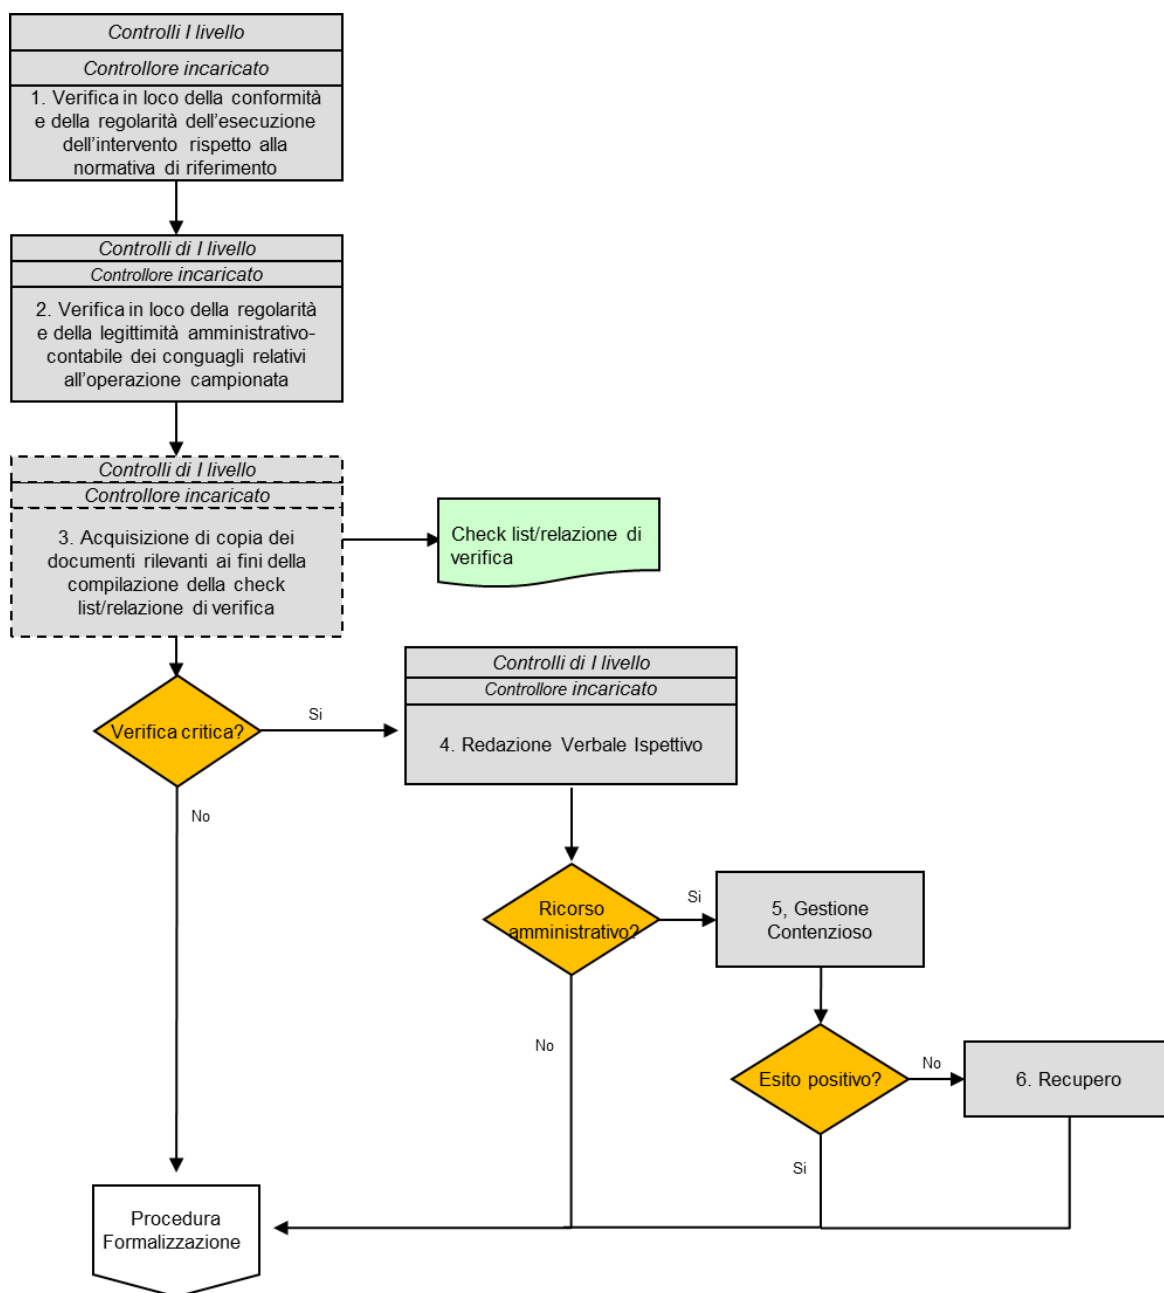 Controlli I livello
Controllore incaricato
1. Verifica in loco della conformità
e della regolarità dell'esecuzione
dell'intervento rispetto alla
normativa di riferimento
Controlli di I livello
Controllore incaricato
2. Verifica in loco della regolarità
e della legittimità amministrativo-
contabile dei conguagli relativi
all'operazione campionata
Controlli di I livello
Controllore incaricato
3. Acquisizione di copia dei
documenti rilevanti ai fini della
compilazione della check
list/relazione di verifica
Check list/relazione di
verifica
Verifica critica?
Si
No
Controlli di I livello
Controllore incaricato
4. Redazione Verbale Ispettivo
Ricorso
amministrativo?
Si
No
5, Gestione
Contenzioso
Esito positivo?
No
Si
6. Recupero
Procedura
Formalizzazione